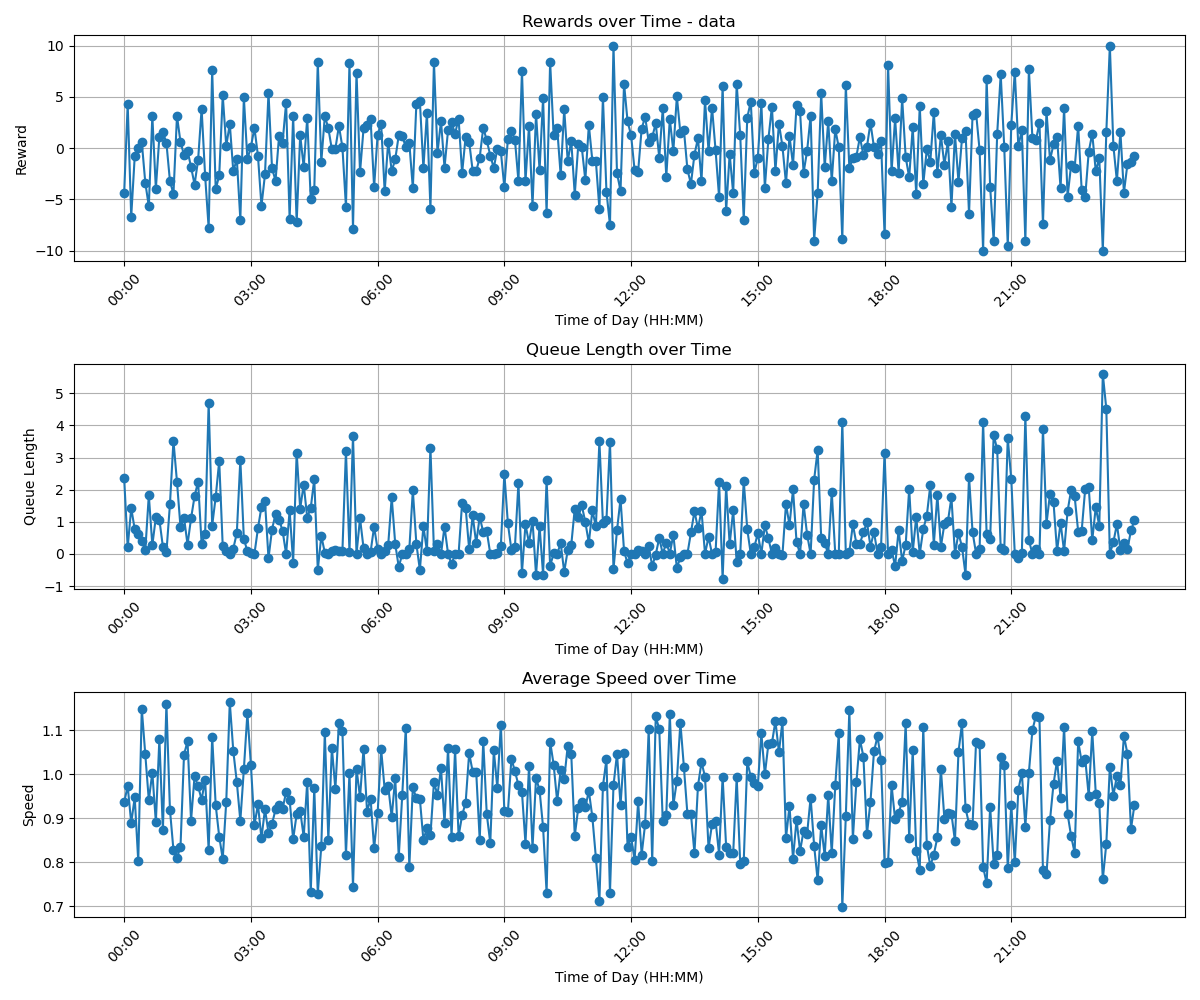 Rewards over Time - data
Reward
10
5
0
−5
−10
00:00 03:00 06:00 09:00 12:00 15:00 18:00 21:00
Time of Day (HH:MM)
Queue Length over Time
Queue Length
5
4
3
2
1
0
−1
00:00 03:00 06:00 09:00 12:00 15:00 18:00 21:00
Time of Day (HH:MM)
Average Speed over Time
Speed
1.1
1.0
0.9
0.8
0.7
00:00 03:00 06:00 09:00 12:00 15:00 18:00 21:00
Time of Day (HH:MM)